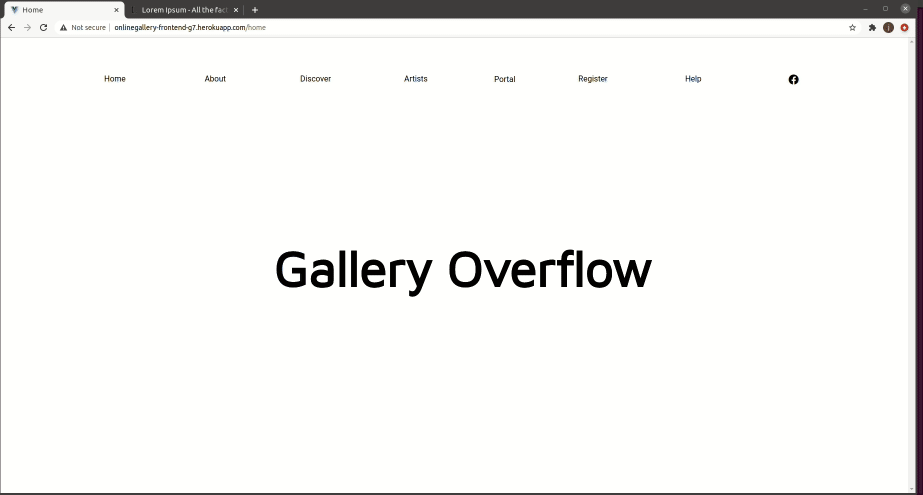 Home
Lorem Ipsum - All the fac
Not secure
onlinegallery-frontend-g7.herokuapp.com/home
Home
About
Discover
Artists
Portal
Register
Help
Gallery Overflow